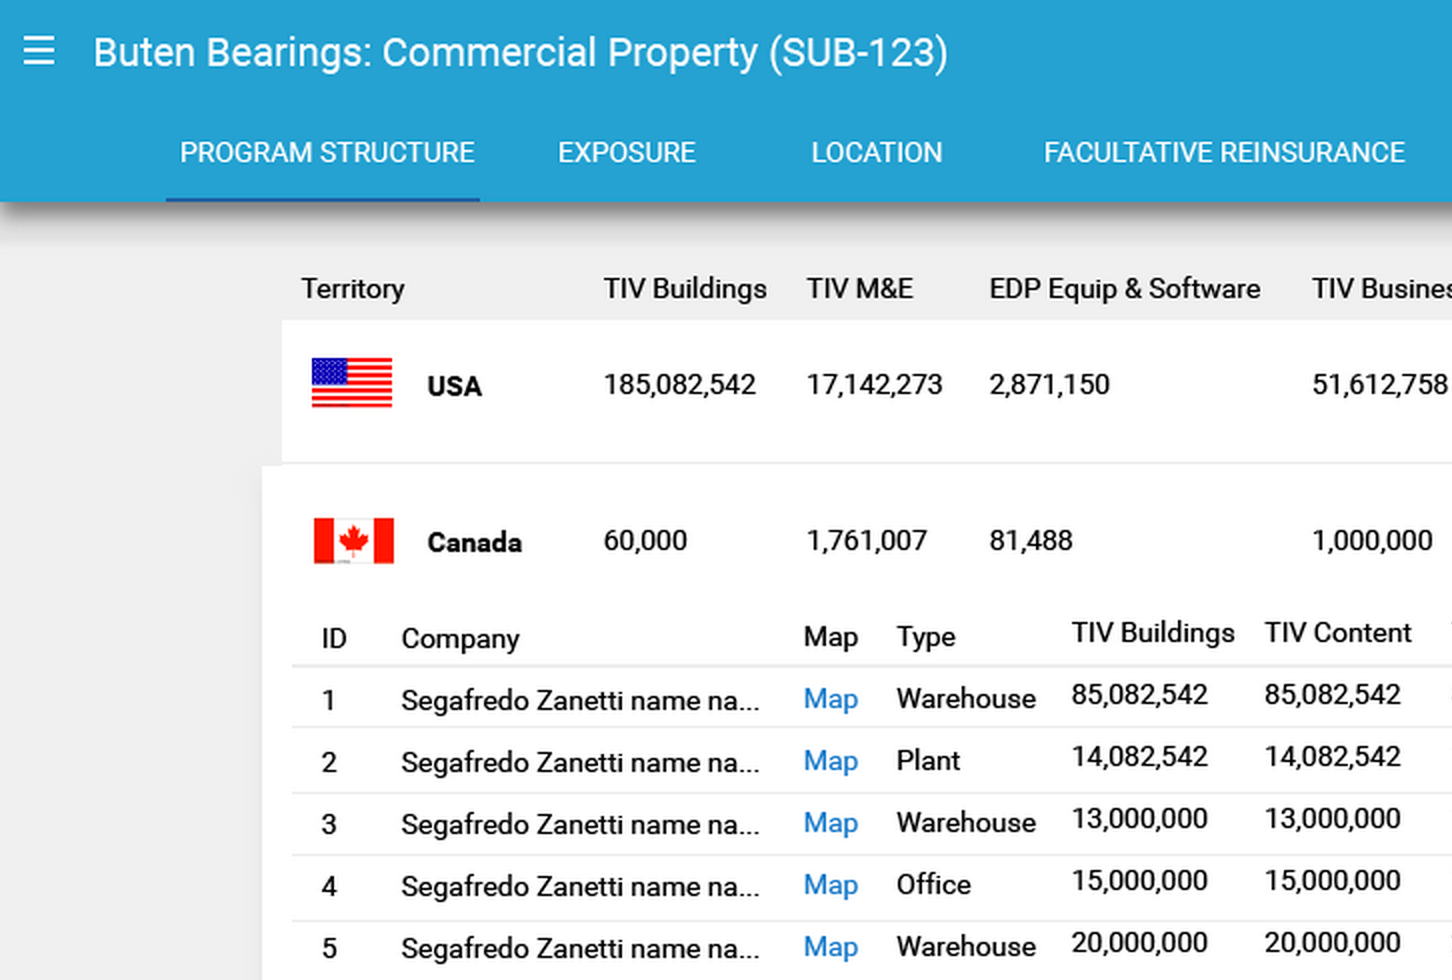 Buten Bearings: Commercial Property (SUB-123)
PROGRAM STRUCTURE EXPOSURE LOCATION FACULTATIVE REINSURANCE
Territory TIV Buildings TIV M&E EDP Equip & Software TIV Busines
USA 185,082,542 17,142,273 2,871,150 51,612,758
Canada 60,000 1,761,007 81,488 1,000,000
ID Company Map Type TIV Buildings TIV Content
1 Segafredo Zanetti name na... Map Warehouse 85,082,542 85,082,542
2 Segafredo Zanetti name na... Map Plant 14,082,542 14,082,542
3 Segafredo Zanetti name na... Map Warehouse 13,000,000 13,000,000
4 Segafredo Zanetti name na... Map Office 15,000,000 15,000,000
5 Segafredo Zanetti name na... Map Warehouse 20,000,000 20,000,000